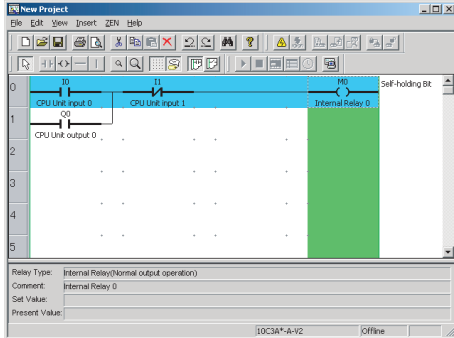 New Project
File Edit View Insert ZEN Help
0 I0 I1 M0 Self-holding Bit
CPU Unit input 0 CPU Unit input 1 Internal Relay 0
1 Q0
CPU Unit output 0
2
3
4
5
Relay Type: Internal Relay(Normal output operation)
Comment: Internal Relay 0
Set Value:
Present Value:
10C3A*-A-V2 Offline